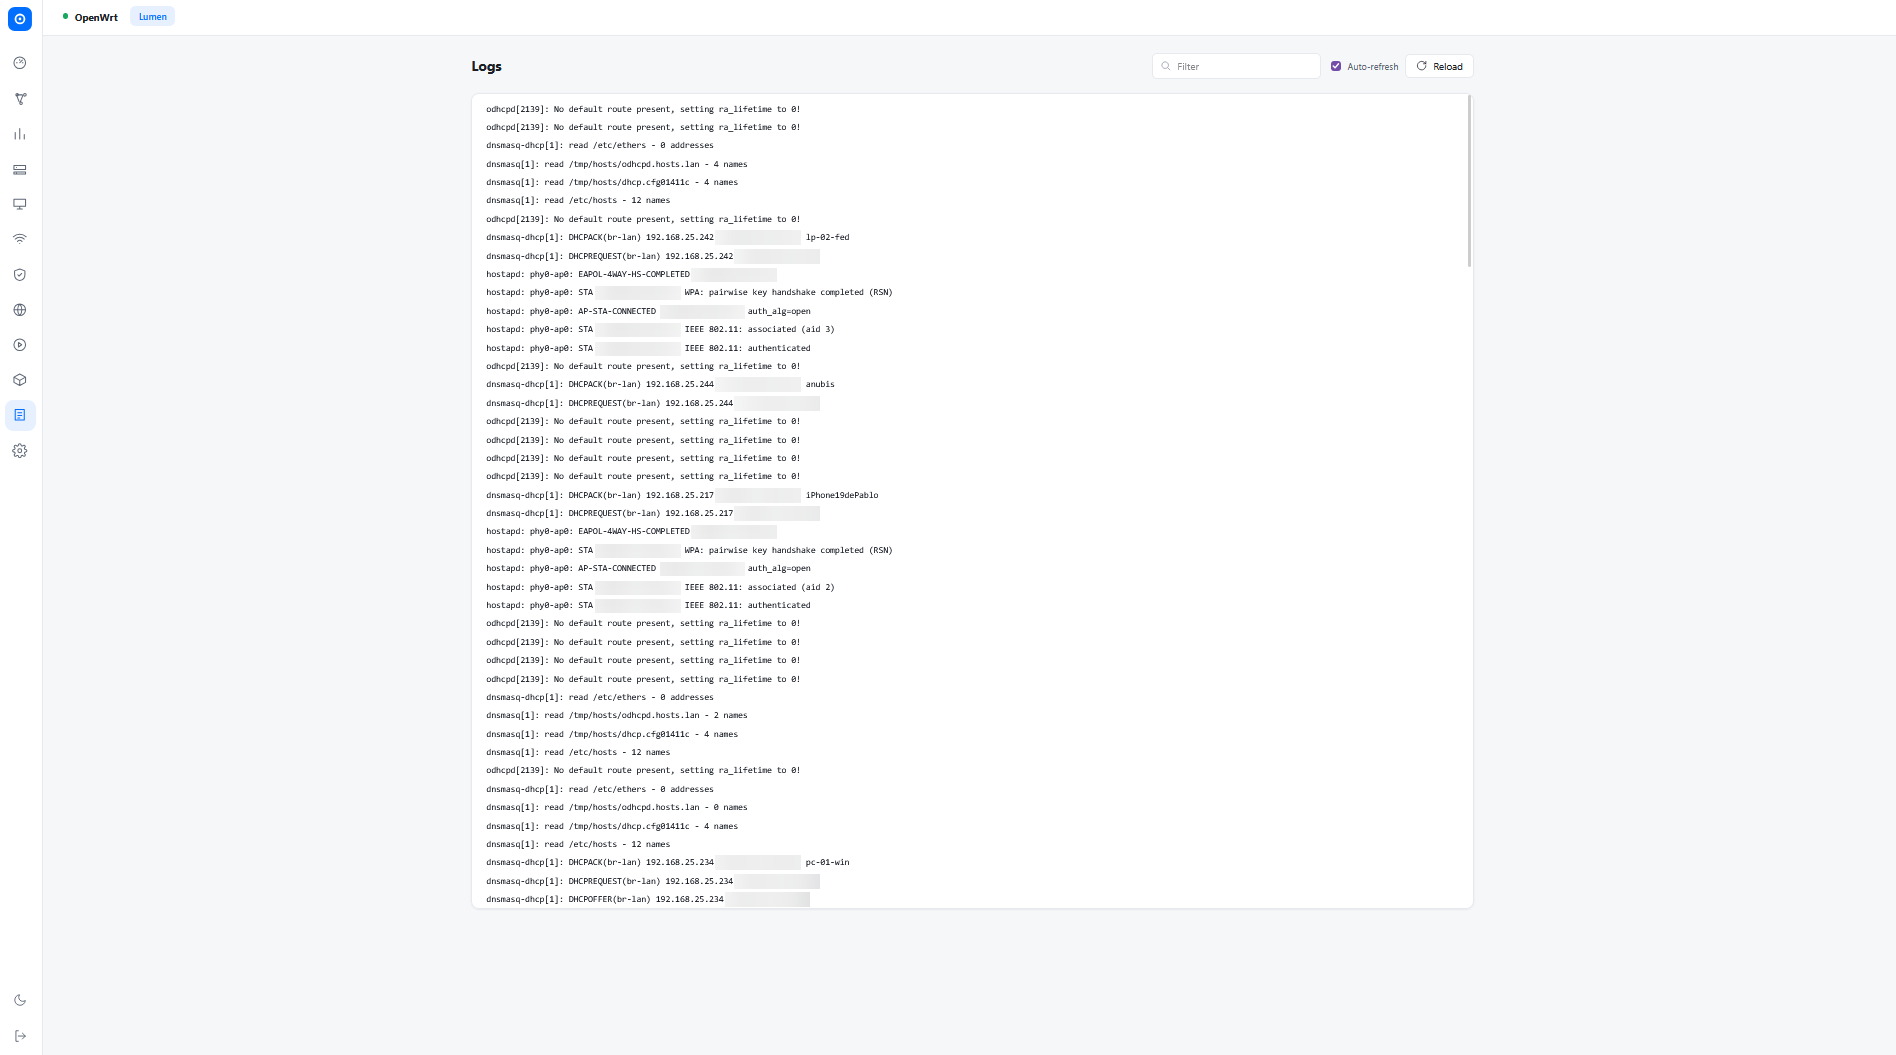 OpenWrt Lumen
Logs
Filter
Auto-refresh
Reload
odhcpd[2139]: No default route present, setting ra_lifetime to 0!
odhcpd[2139]: No default route present, setting ra_lifetime to 0!
dnsmasq-dhcp[1]: read /etc/ethers - 0 addresses
dnsmasq[1]: read /tmp/hosts/odhcpd.hosts.lan - 4 names
dnsmasq[1]: read /tmp/hosts/dhcp.cfg01411c - 4 names
dnsmasq[1]: read /etc/hosts - 12 names
odhcpd[2139]: No default route present, setting ra_lifetime to 0!
dnsmasq-dhcp[1]: DHCPACK(br-lan) 192.168.25.242 lp-02-fed
dnsmasq-dhcp[1]: DHCPREQUEST(br-lan) 192.168.25.242
hostapd: phy0-ap0: EAPOL-4WAY-HS-COMPLETED
hostapd: phy0-ap0: STA WPA: pairwise key handshake completed (RSN)
hostapd: phy0-ap0: AP-STA-CONNECTED auth_alg=open
hostapd: phy0-ap0: STA IEEE 802.11: associated (aid 3)
hostapd: phy0-ap0: STA IEEE 802.11: authenticated
odhcpd[2139]: No default route present, setting ra_lifetime to 0!
dnsmasq-dhcp[1]: DHCPACK(br-lan) 192.168.25.244 anubis
dnsmasq-dhcp[1]: DHCPREQUEST(br-lan) 192.168.25.244
odhcpd[2139]: No default route present, setting ra_lifetime to 0!
odhcpd[2139]: No default route present, setting ra_lifetime to 0!
odhcpd[2139]: No default route present, setting ra_lifetime to 0!
odhcpd[2139]: No default route present, setting ra_lifetime to 0!
dnsmasq-dhcp[1]: DHCPACK(br-lan) 192.168.25.217 iPhone19dePablo
dnsmasq-dhcp[1]: DHCPREQUEST(br-lan) 192.168.25.217
hostapd: phy0-ap0: EAPOL-4WAY-HS-COMPLETED
hostapd: phy0-ap0: STA WPA: pairwise key handshake completed (RSN)
hostapd: phy0-ap0: AP-STA-CONNECTED auth_alg=open
hostapd: phy0-ap0: STA IEEE 802.11: associated (aid 2)
hostapd: phy0-ap0: STA IEEE 802.11: authenticated
odhcpd[2139]: No default route present, setting ra_lifetime to 0!
odhcpd[2139]: No default route present, setting ra_lifetime to 0!
odhcpd[2139]: No default route present, setting ra_lifetime to 0!
odhcpd[2139]: No default route present, setting ra_lifetime to 0!
dnsmasq-dhcp[1]: read /etc/ethers - 0 addresses
dnsmasq[1]: read /tmp/hosts/odhcpd.hosts.lan - 2 names
dnsmasq[1]: read /tmp/hosts/dhcp.cfg01411c - 4 names
dnsmasq[1]: read /etc/hosts - 12 names
odhcpd[2139]: No default route present, setting ra_lifetime to 0!
dnsmasq-dhcp[1]: read /etc/ethers - 0 addresses
dnsmasq[1]: read /tmp/hosts/odhcpd.hosts.lan - 0 names
dnsmasq[1]: read /tmp/hosts/dhcp.cfg01411c - 4 names
dnsmasq[1]: read /etc/hosts - 12 names
dnsmasq-dhcp[1]: DHCPACK(br-lan) 192.168.25.234 pc-01-win
dnsmasq-dhcp[1]: DHCPREQUEST(br-lan) 192.168.25.234
dnsmasq-dhcp[1]: DHCPOFFER(br-lan) 192.168.25.234